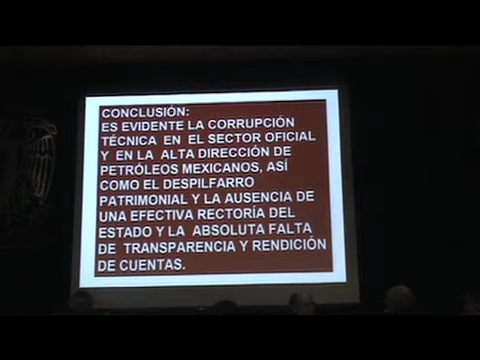 CONCLUSIÓN:
ES EVIDENTE LA CORRUPCIÓN
TÉCNICA EN EL SECTOR OFICIAL
Y EN LA ALTA DIRECCIÓN DE
PETRÓLEOS MEXICANOS, ASÍ
COMO EL DESPILFARRO
PATRIMONIAL Y LA AUSENCIA DE
UNA EFECTIVA RECTORÍA DEL
ESTADO Y LA ABSOLUTA FALTA
DE TRANSPARENCIA Y RENDICIÓN
DE CUENTAS.